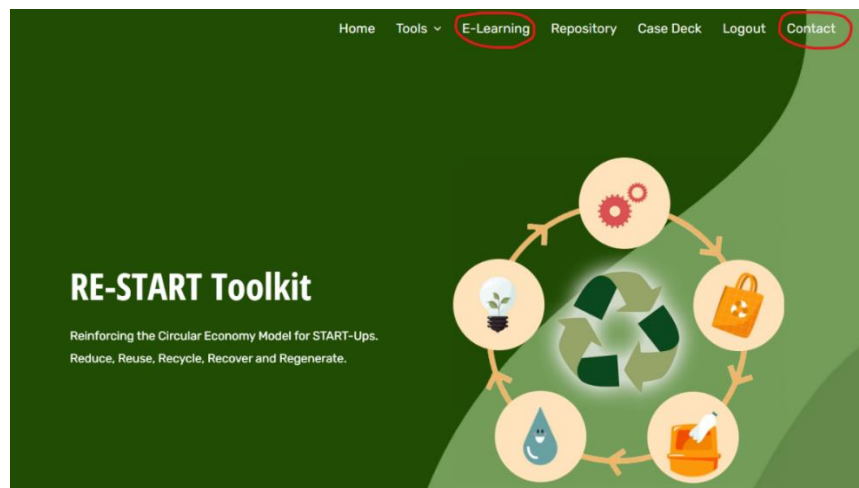 Home Tools E-Learning Repository Case Deck Logout Contact
RE-START Toolkit
Reinforcing the Circular Economy Model for START-Ups.
Reduce, Reuse, Recycle, Recover and Regenerate.